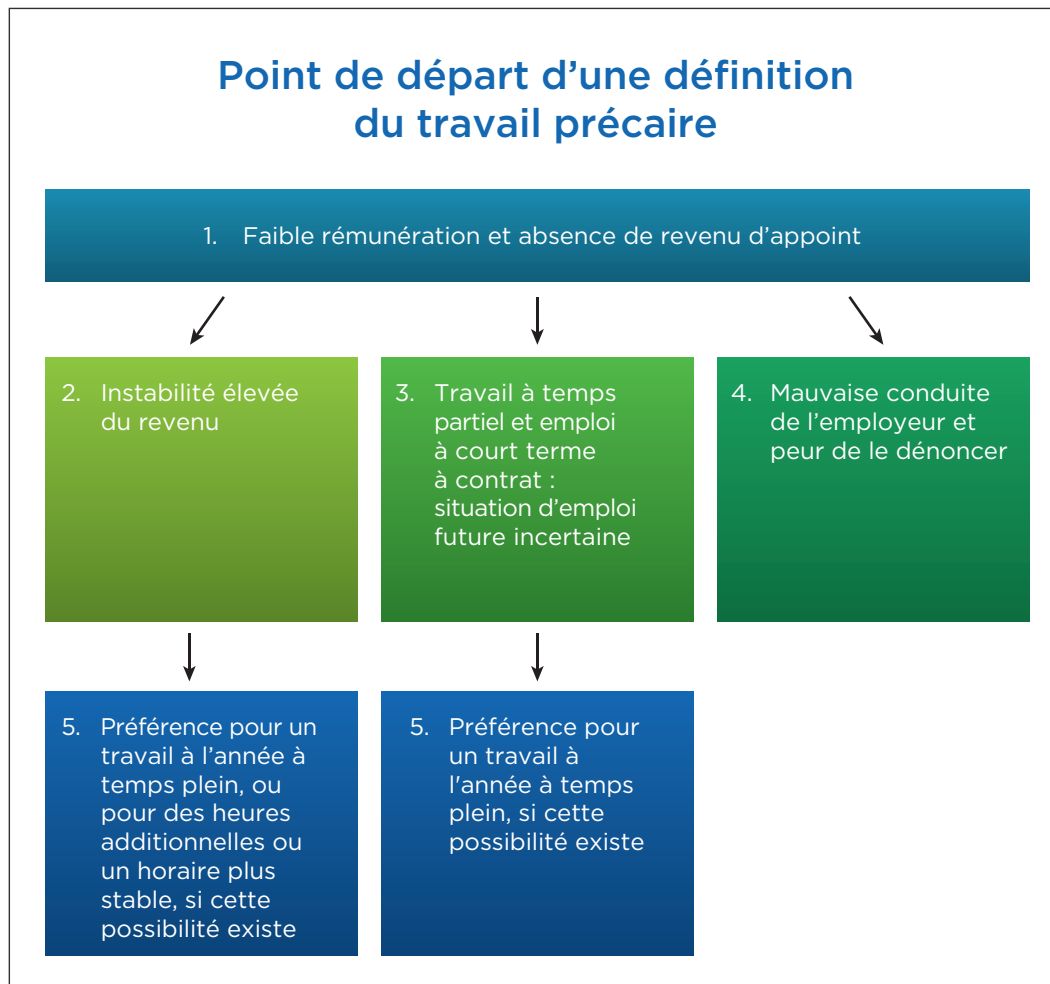 Point de départ d’une définition
du travail précaire
1. Faible rémunération et absence de revenu d’appoint
2. Instabilité élevée
du revenu
3. Travail à temps
partiel et emploi
à court terme
à contrat :
situation d’emploi
future incertaine
4. Mauvaise conduite
de l’employeur et
peur de le dénoncer
5. Préférence pour un
travail à l’année à
temps plein, ou
pour des heures
additionnelles ou
un horaire plus
stable, si cette
possibilité existe
5. Préférence pour
un travail à
l'année à temps
plein, si cette
possibilité existe